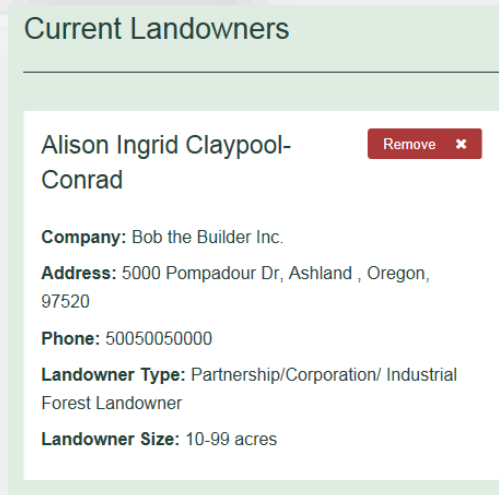 Current Landowners
Alison Ingrid Claypool-
Conrad
Remove ✖
Company: Bob the Builder Inc.
Address: 5000 Pompadour Dr, Ashland , Oregon,
97520
Phone: 50050050000
Landowner Type: Partnership/Corporation/ Industrial
Forest Landowner
Landowner Size: 10-99 acres